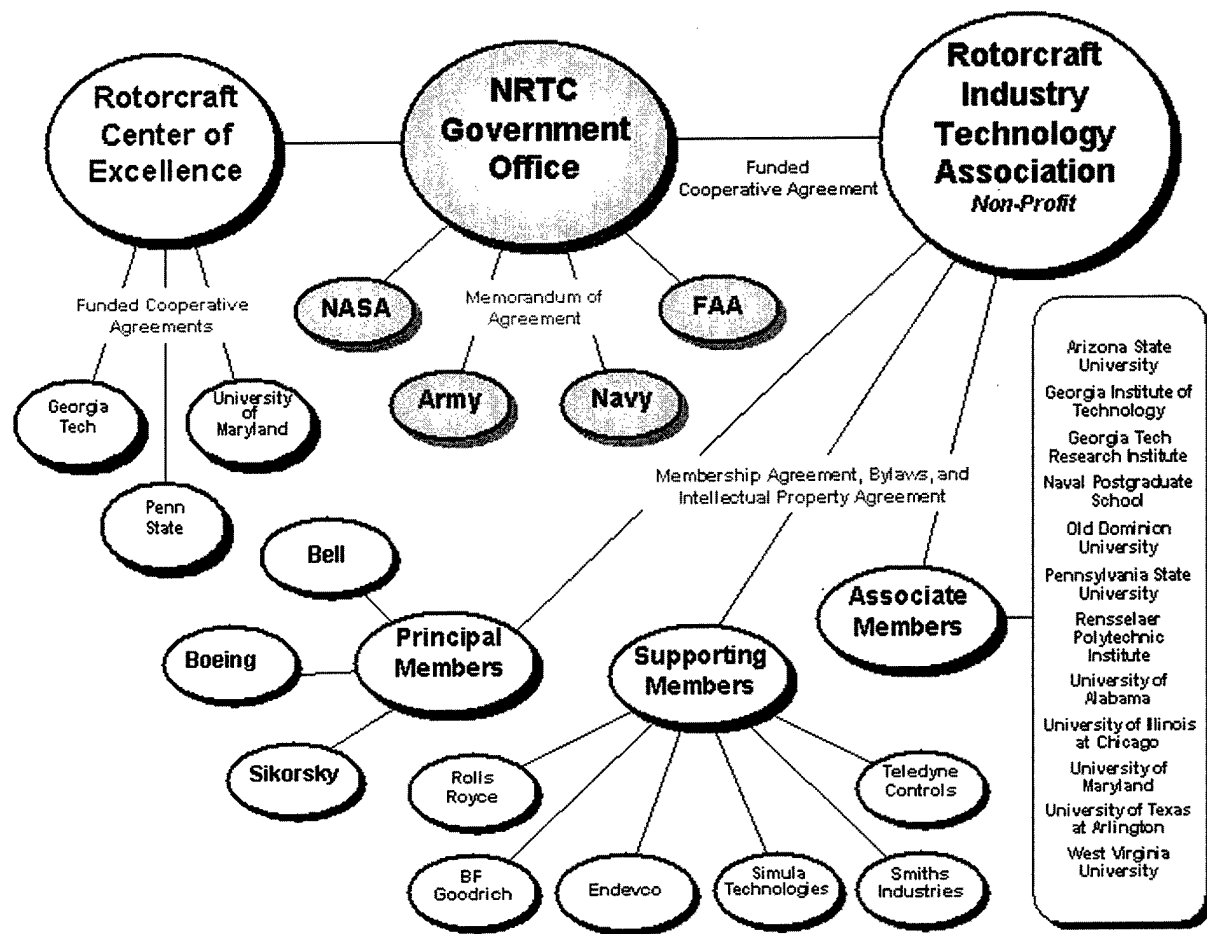 Rotorcraft
Center of
Excellence
NRTC
Government
Office
Rotorcraft
Industry
Technology
Association
Non-Profit
Funded
Cooperative Agreement
Funded Cooperative
Agreements
NASA
Memorandum of
Agreement
FAA
Army
Navy
Georgia
Tech
University
of
Maryland
Penn
State
Membership Agreement, Bylaws, and
Intellectual Property Agreement
Bell
Boeing
Sikorsky
Principal
Members
Supporting
Members
Associate
Members
Rolls
Royce
BF
Goodrich
Endevco
Simula
Technologies
Smiths
Industries
Teledyne
Controls
Arizona State
University
Georgia Institute of
Technology
Georgia Tech
Research Institute
Naval Postgraduate
School
Old Dominion
University
Pennsylvania State
University
Rensselaer
Polytechnic
Institute
University of
Alabama
University of Illinois
at Chicago
University of
Maryland
University of Texas
at Arlington
West Virginia
University